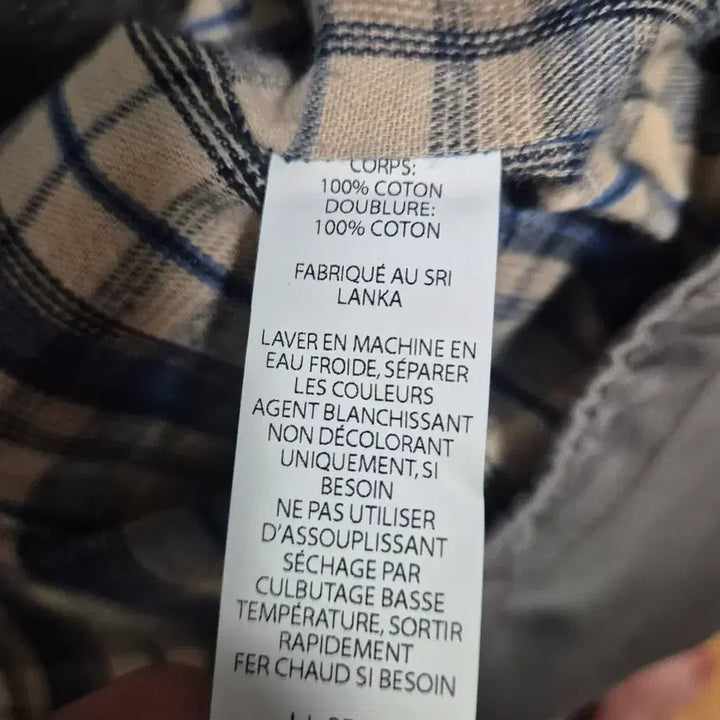 CORPS:
100% COTON
DOUBLURE:
100% COTON
FABRIQUÉ AU SRI
LANKA
LAVER EN MACHINE EN
EAU FROIDE, SÉPARER
LES COULEURS
AGENT BLANCHISSANT
NON DÉCOLORANT
UNIQUEMENT, SI
BESOIN
NE PAS UTILISER
D'ASSOUPLISSANT
SÉCHAGE PAR
CULBUTAGE BASSE
TEMPÉRATURE, SORTIR
RAPIDEMENT
FER CHAUD SI BESOIN